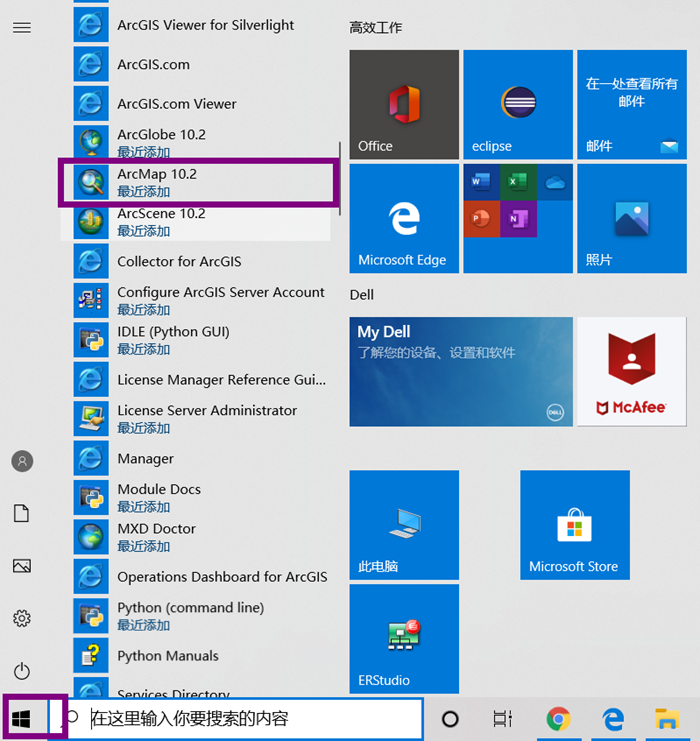 ArcGIS Viewer for Silverlight
ArcGIS.com
ArcGIS.com Viewer
ArcGlobe 10.2
最近添加
ArcMap 10.2
最近添加
ArcScene 10.2
最近添加
Collector for ArcGIS
Configure ArcGIS Server Account
最近添加
IDLE (Python GUI)
最近添加
License Manager Reference Gui...
License Server Administrator
最近添加
Manager
Module Docs
最近添加
MXD Doctor
最近添加
Operations Dashboard for ArcGIS
Python (command line)
最近添加
Python Manuals
Services Directory
高效工作
Office
eclipse
在一处查看所有
邮件
邮件
Microsoft Edge
照片
Dell
My Dell
了解您的设备、设置和软件
DELL
McAfee
此电脑
Microsoft Store
ERStudio
在这里输入你要搜索的内容